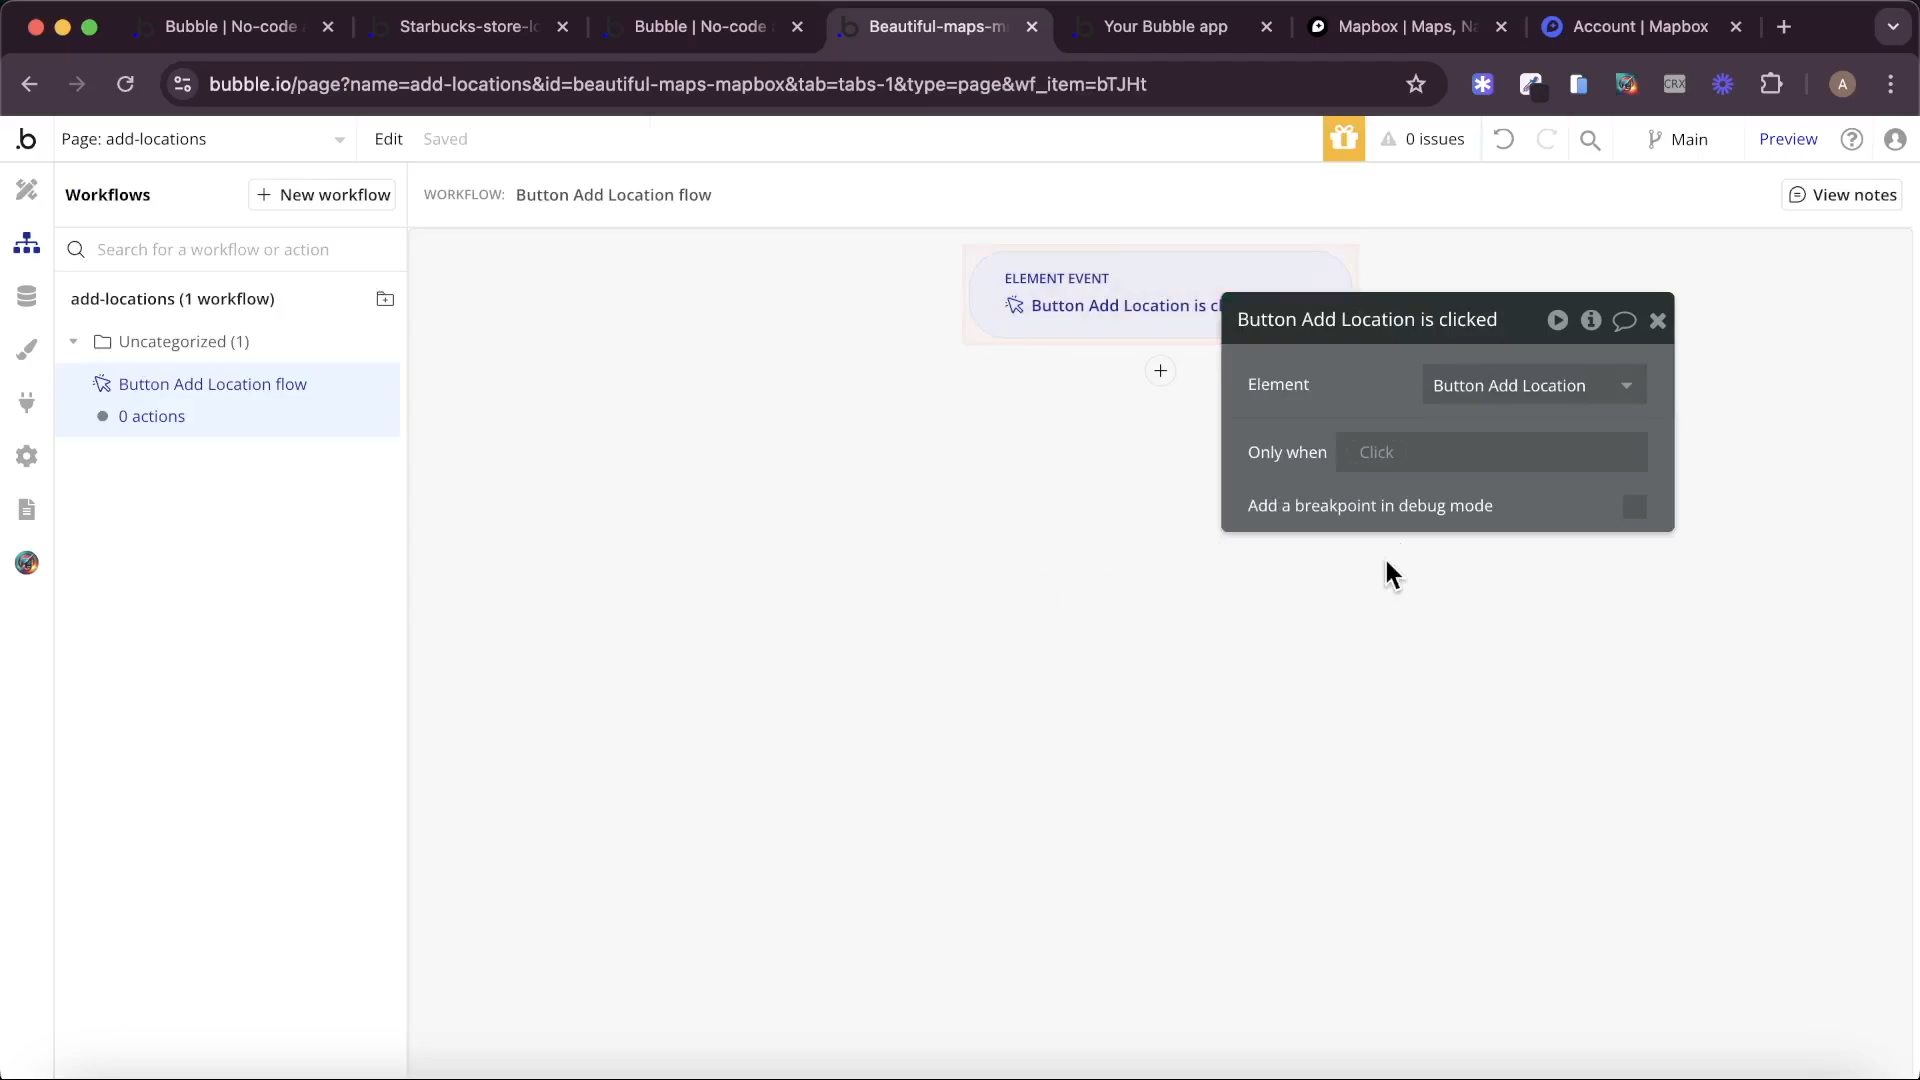 Bubble | No-code
Starbucks-store-lo
Bubble | No-code
Beautiful-maps-m
Your Bubble app
Mapbox | Maps, Na
Account | Mapbox
bubble.io/page?name=add-locations&id=beautiful-maps-mapbox&tab=tabs-1&type=page&wf_item=bTJHt
CRX
A
.b
Page: add-locations
Edit
Saved
0 issues
Main
Preview
Workflows
New workflow
WORKFLOW: Button Add Location flow
View notes
Search for a workflow or action
add-locations (1 workflow)
Uncategorized (1)
Button Add Location flow
0 actions
ELEMENT EVENT
Button Add Location is cl
Button Add Location is clicked
Element
Button Add Location
Only when
Click
Add a breakpoint in debug mode